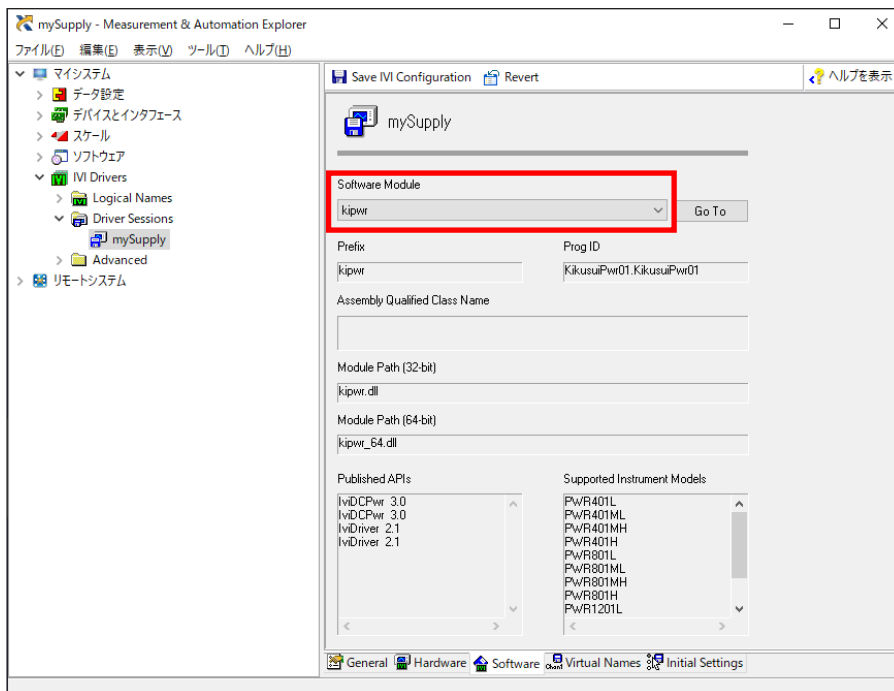 mySupply - Measurement & Automation Explorer
ファイル(F) 編集(E) 表示(V) ツール(T) ヘルプ(H)
マイシステム
データ設定
デバイスとインタフェース
スケール
ソフトウェア
IVI Drivers
Logical Names
Driver Sessions
mySupply
Advanced
リモートシステム
Save IVI Configuration Revert
ヘルプを表示
mySupply
Software Module
kipwr
Go To
Prefix
kipwr
Prog ID
KikusuiPwr01.KikusuiPwr01
Assembly Qualified Class Name
Module Path (32-bit)
kipwr.dll
Module Path (64-bit)
kipwr_64.dll
Published APIs
IviDCPwr 3.0
IviDCPwr 3.0
IviDriver 2.1
IviDriver 2.1
Supported Instrument Models
PWR401L
PWR401ML
PWR401MH
PWR401H
PWR801L
PWR801ML
PWR801MH
PWR801H
PWR1201L
General Hardware Software Virtual Names Initial Settings